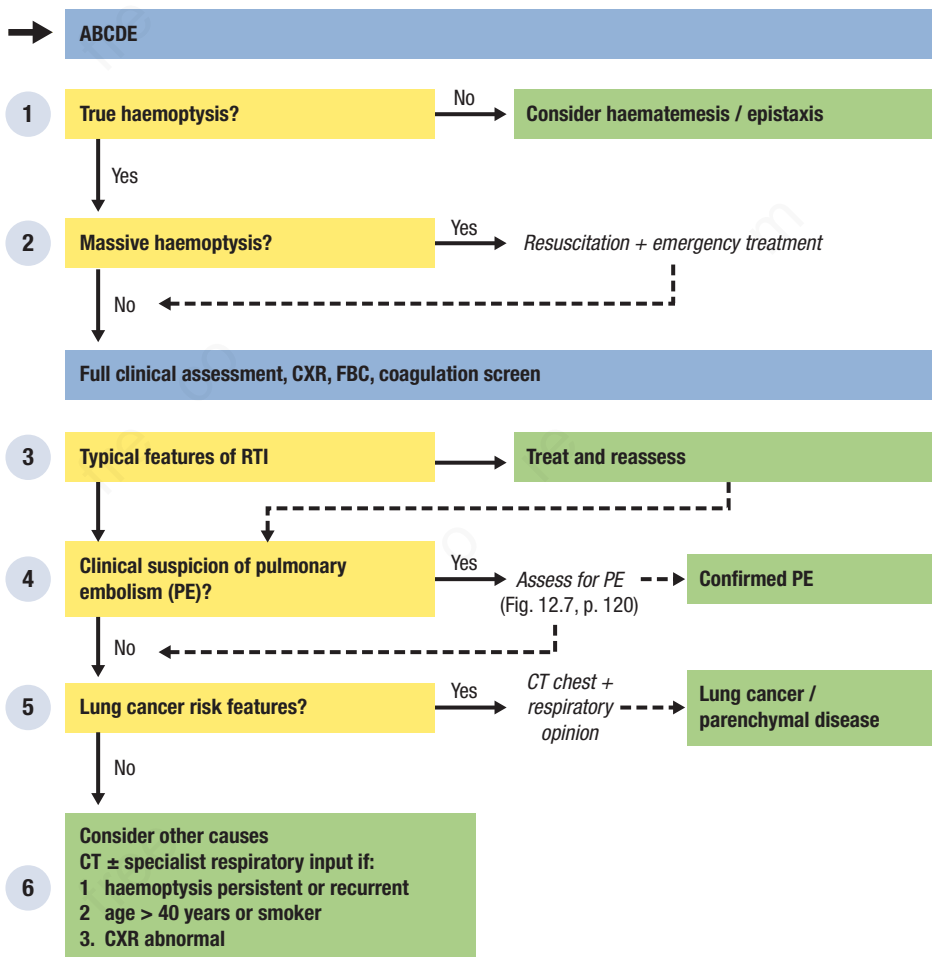 ABCDE
1
True haemoptysis?
No
Consider haematemesis / epistaxis
Yes
2
Massive haemoptysis?
Yes
Resuscitation + emergency treatment
No
Full clinical assessment, CXR, FBC, coagulation screen
3
Typical features of RTI
Treat and reassess
4
Clinical suspicion of pulmonary
embolism (PE)?
Yes
Assess for PE
(Fig. 12.7, p. 120)
Confirmed PE
No
5
Lung cancer risk features?
Yes
CT chest +
respiratory
opinion
Lung cancer /
parenchymal disease
No
6
Consider other causes
CT ± specialist respiratory input if:
1 haemoptysis persistent or recurrent
2 age > 40 years or smoker
3. CXR abnormal